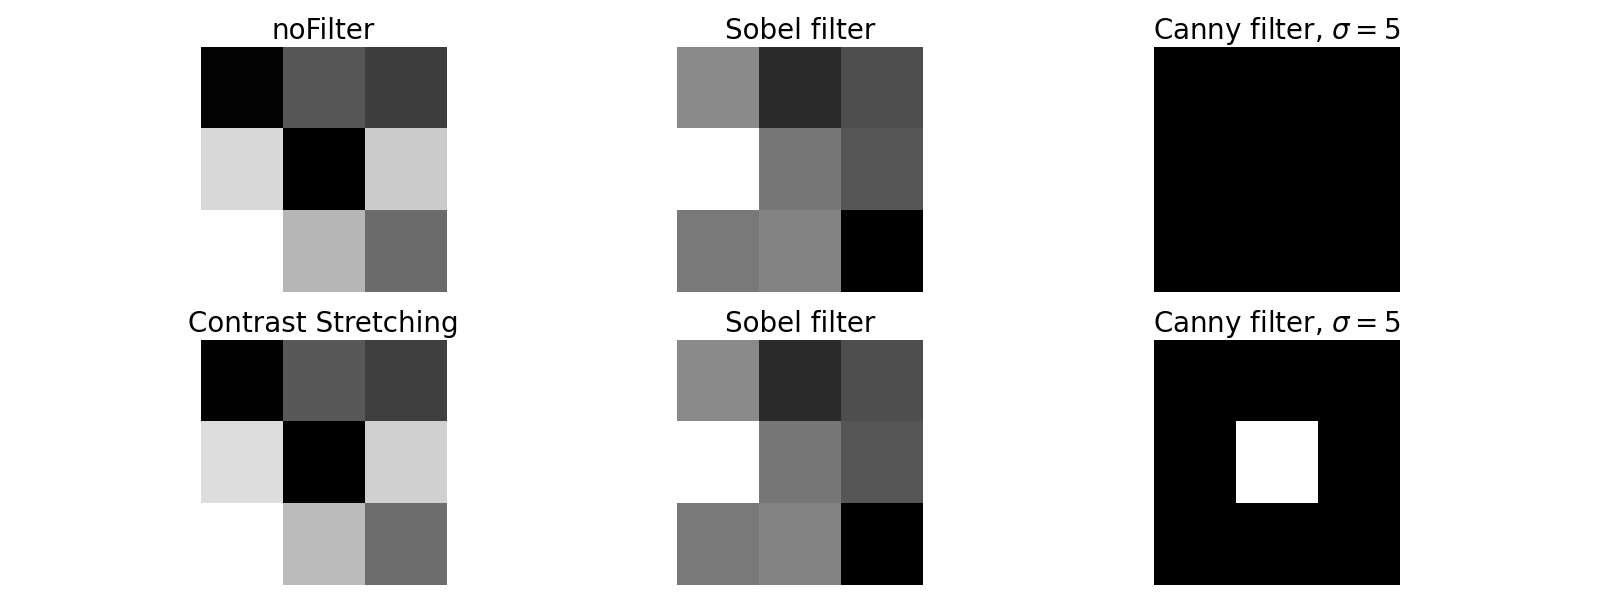 noFilter
Sobel filter
Canny filter, σ = 5
Contrast Stretching
Sobel filter
Canny filter, σ = 5